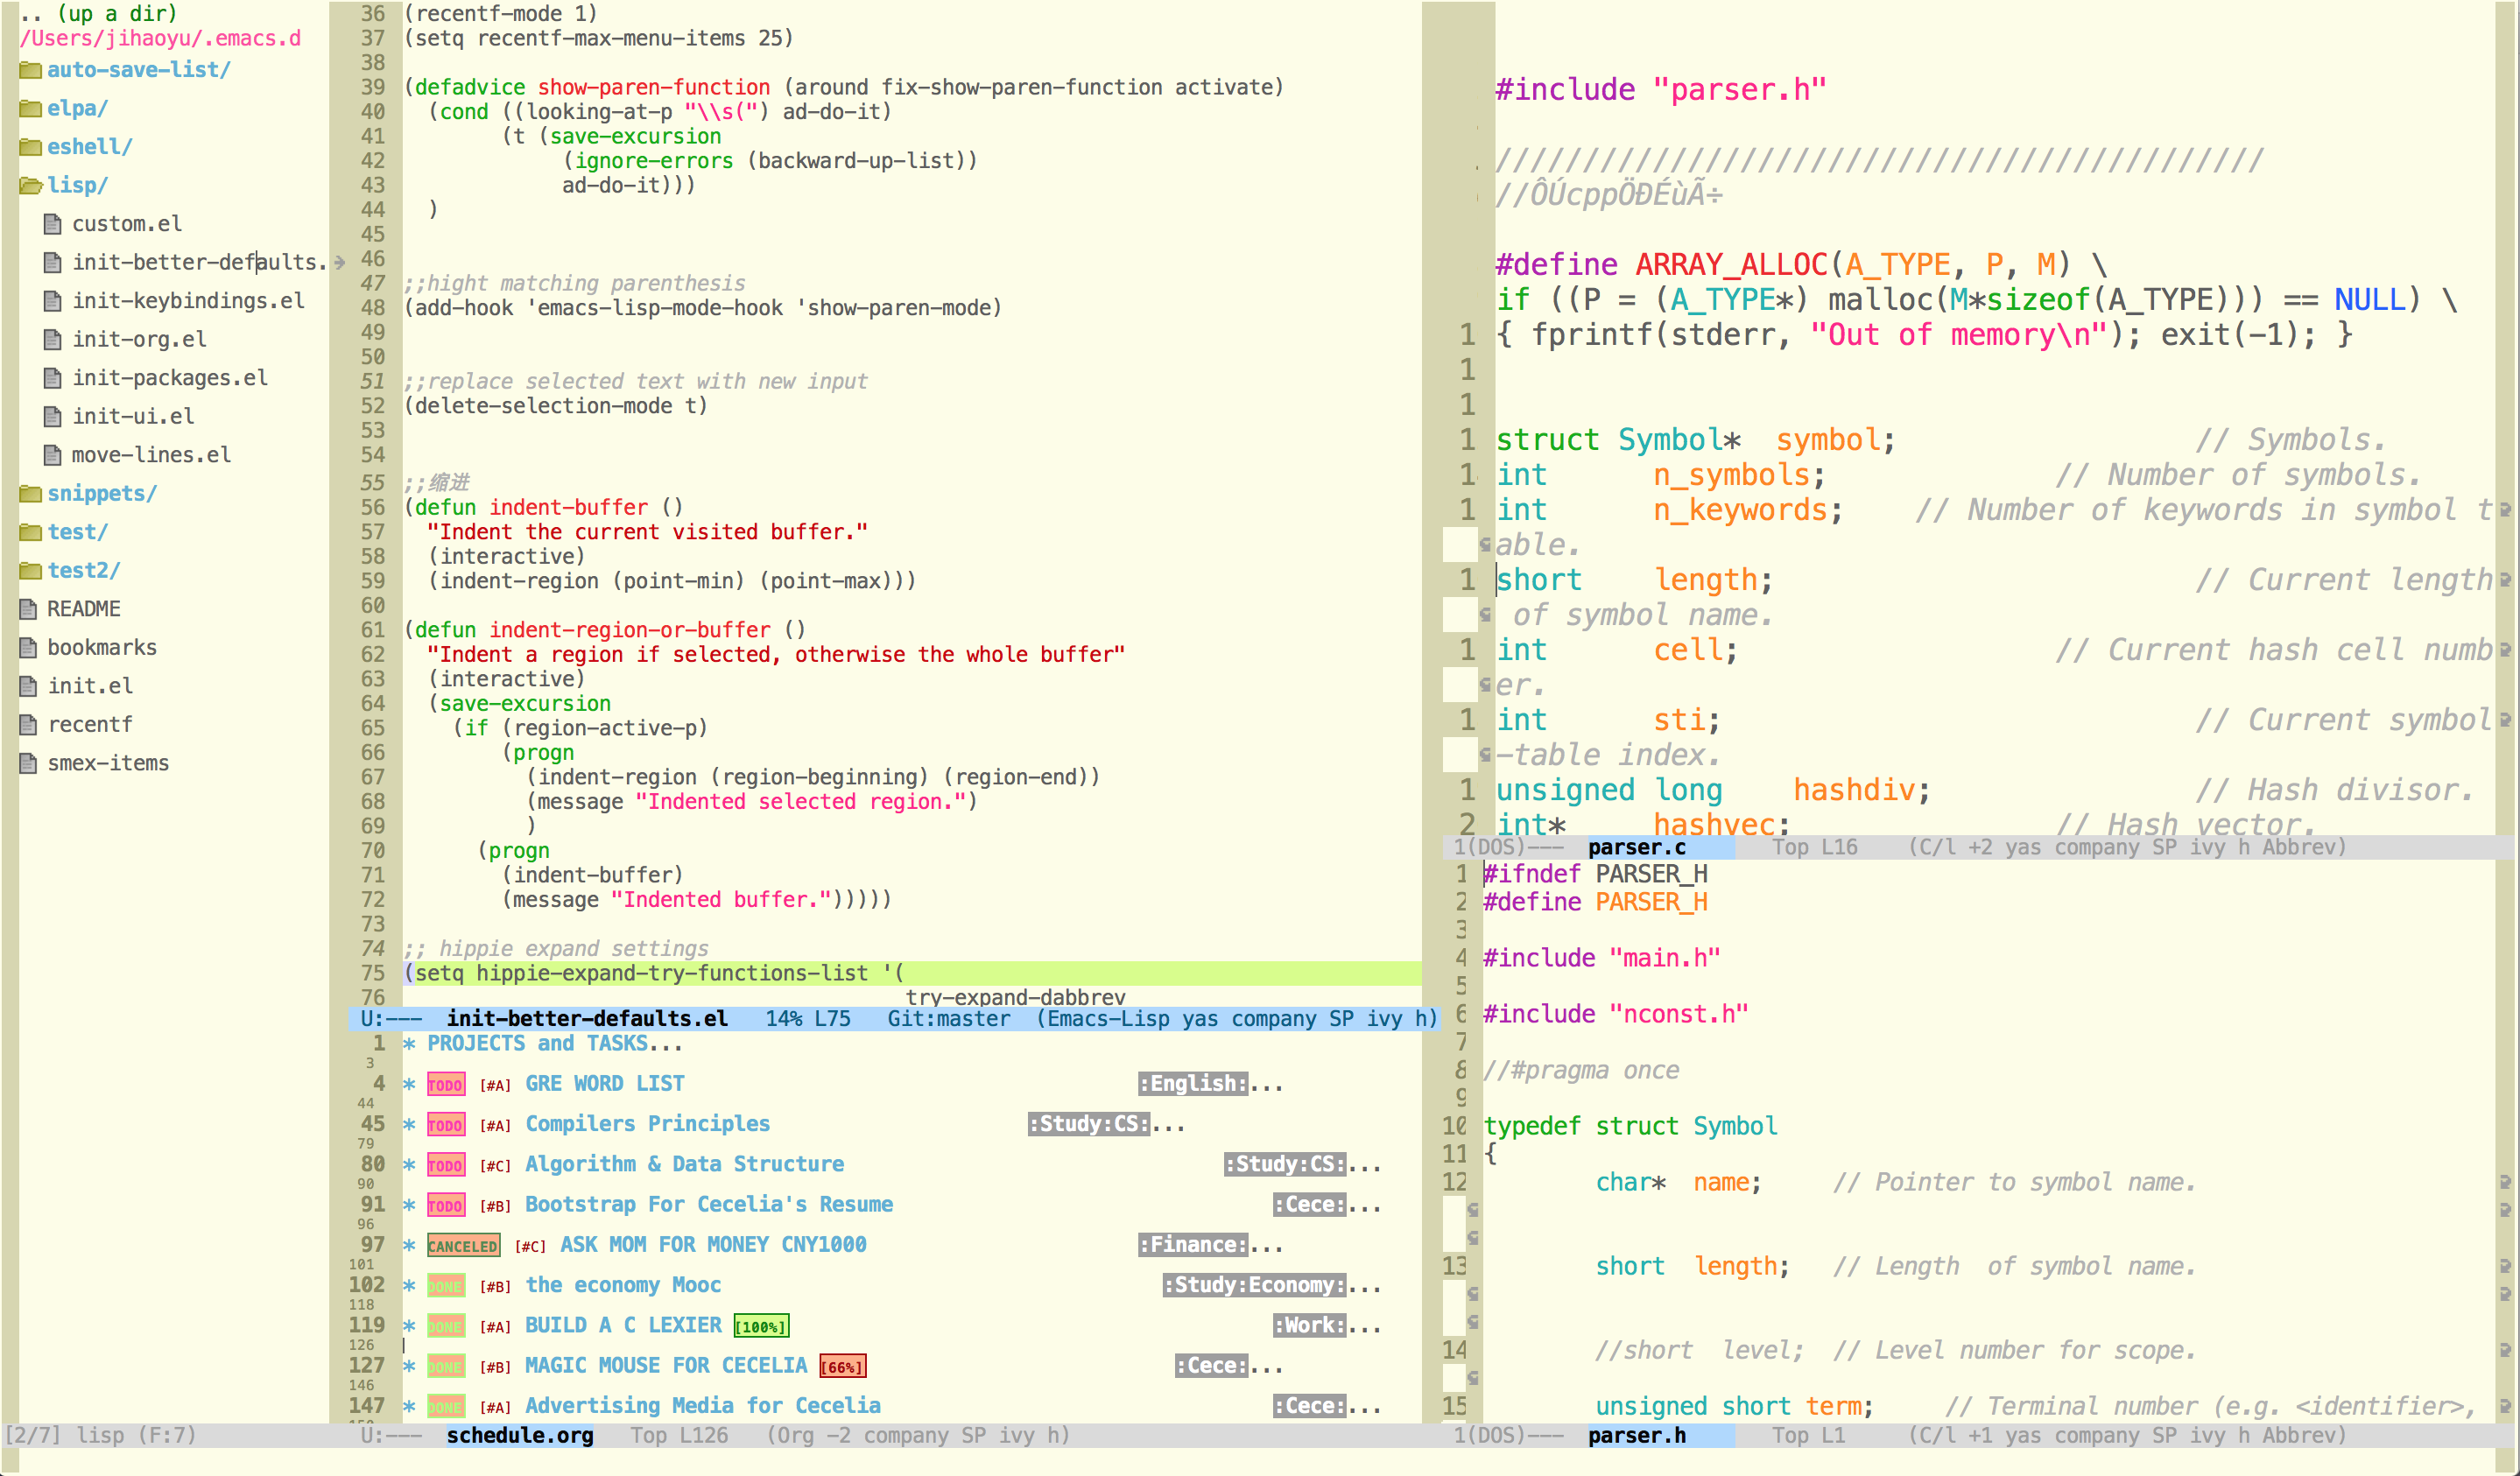 .. (up a dir)
/Users/jihaoyu/.emacs.d
auto-save-list/
elpa/
eshell/
lisp/
custom.el
init-better-defaults.
init-keybindings.el
init-org.el
init-packages.el
init-ui.el
move-lines.el
snippets/
test/
test2/
README
bookmarks
init.el
recentf
smex-items
[2/7] lisp (F:7)
36 (recentf-mode 1)
37 (setq recentf-max-menu-items 25)
38
39 (defadvice show-paren-function (around fix-show-paren-function activate)
40   (cond ((looking-at-p "\\s(") ad-do-it)
41         (t (save-excursion
42              (ignore-errors (backward-up-list))
43              ad-do-it)))
44   )
45
46
47 ;;hight matching parenthesis
48 (add-hook 'emacs-lisp-mode-hook 'show-paren-mode)
49
50
51 ;;replace selected text with new input
52 (delete-selection-mode t)
53
54
55 ;;缩进
56 (defun indent-buffer ()
57   "Indent the current visited buffer."
58   (interactive)
59   (indent-region (point-min) (point-max)))
60
61 (defun indent-region-or-buffer ()
62   "Indent a region if selected, otherwise the whole buffer"
63   (interactive)
64   (save-excursion
65     (if (region-active-p)
66         (progn
67           (indent-region (region-beginning) (region-end))
68           (message "Indented selected region.")
69           )
70       (progn
71         (indent-buffer)
72         (message "Indented buffer.")))))
73
74 ;; hippie expand settings
75 (setq hippie-expand-try-functions-list '(
76                                          try-expand-dabbrev
U:---  init-better-defaults.el   14% L75   Git:master  (Emacs-Lisp yas company SP ivy h)
1 * PROJECTS and TASKS...
3
4 * TODO [#A] GRE WORD LIST :English:...
44
45 * TODO [#A] Compilers Principles :Study:CS:...
79
80 * TODO [#C] Algorithm & Data Structure :Study:CS:...
90
91 * TODO [#B] Bootstrap For Cecelia's Resume :Cece:...
96
97 * CANCELED [#C] ASK MOM FOR MONEY CNY1000 :Finance:...
101
102 * DONE [#B] the economy Mooc :Study:Economy:...
118
119 * DONE [#A] BUILD A C LEXIER [100%] :Work:...
126
127 * DONE [#B] MAGIC MOUSE FOR CECELIA [66%] :Cece:...
146
147 * DONE [#A] Advertising Media for Cecelia :Cece:...
U:---  schedule.org   Top L126   (Org -2 company SP ivy h)
#include "parser.h"
////////////////////////////////////////////
//ÔÚcppÖÐÉùÃ÷
#define ARRAY_ALLOC(A_TYPE, P, M) \
if ((P = (A_TYPE*) malloc(M*sizeof(A_TYPE))) == NULL) \
1 { fprintf(stderr, "Out of memory\n"); exit(-1); }
1
1
1 struct Symbol*  symbol; // Symbols.
1 int n_symbols; // Number of symbols.
1 int n_keywords; // Number of keywords in symbol t
able.
1 short length; // Current length
of symbol name.
1 int cell; // Current hash cell numb
er.
1 int sti; // Current symbol
-table index.
1 unsigned long hashdiv; // Hash divisor.
2 int* hashvec; // Hash vector.
1(DOS)---  parser.c   Top L16   (C/l +2 yas company SP ivy h Abbrev)
1 #ifndef PARSER_H
2 #define PARSER_H
3
4 #include "main.h"
5
6 #include "nconst.h"
7
8 //#pragma once
9
10 typedef struct Symbol
11 {
12 char*  name; // Pointer to symbol name.
13 short  length; // Length  of symbol name.
14 //short  level;  // Level number for scope.
15 unsigned short term; // Terminal number (e.g. <identifier>,
1(DOS)---  parser.h   Top L1   (C/l +1 yas company SP ivy h Abbrev)